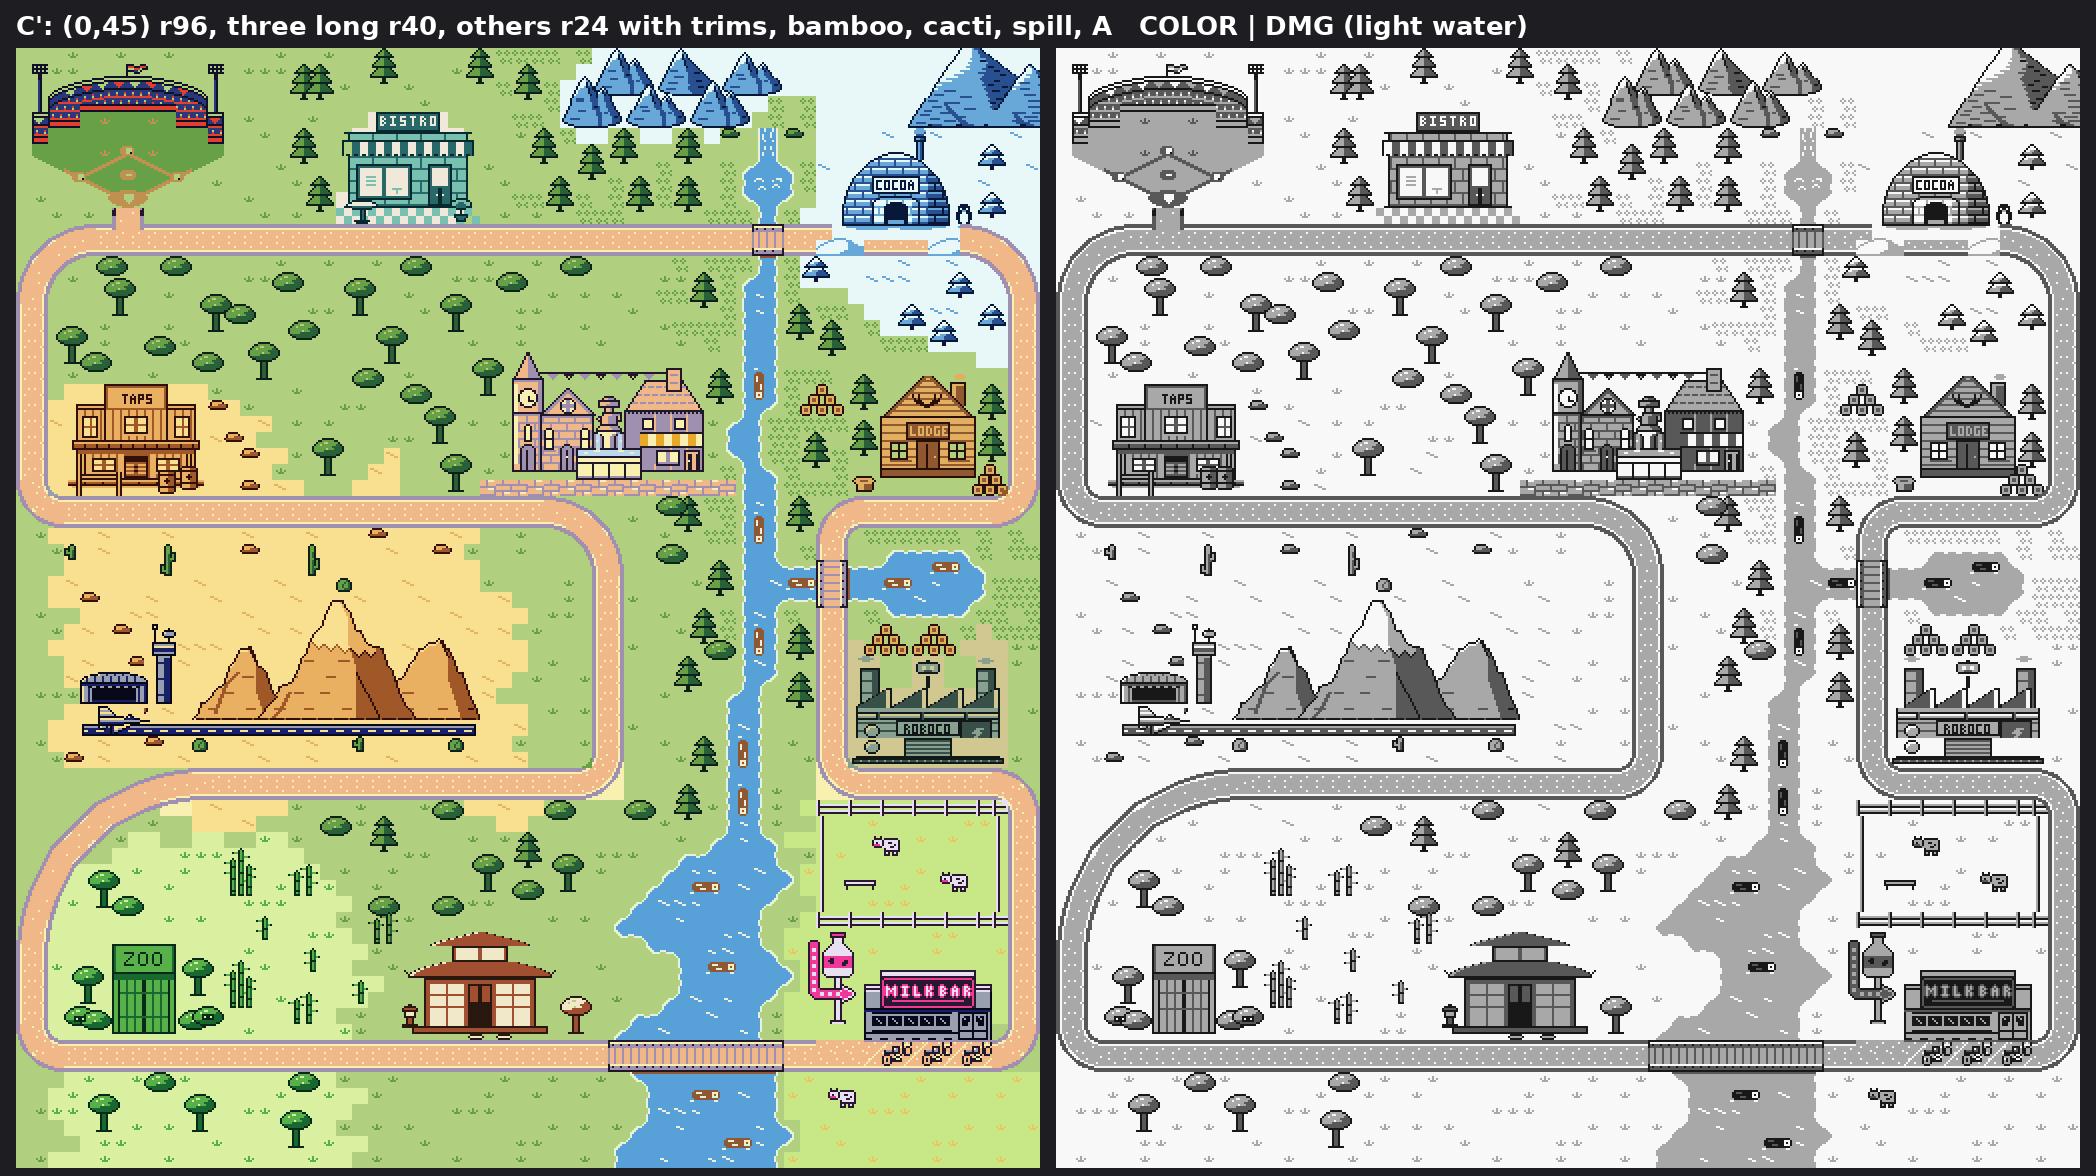 C': (0,45) r96, three long r40, others r24 with trims, bamboo, cacti, spill, A   COLOR | DMG (light water)
BISTRO
BISTRO
COCOA
COCOA
TAPS
LODGE
TAPS
LODGE
ROBOCO
ROBOCO
ZOO
MILKBAR
ZOO
MILKBAR